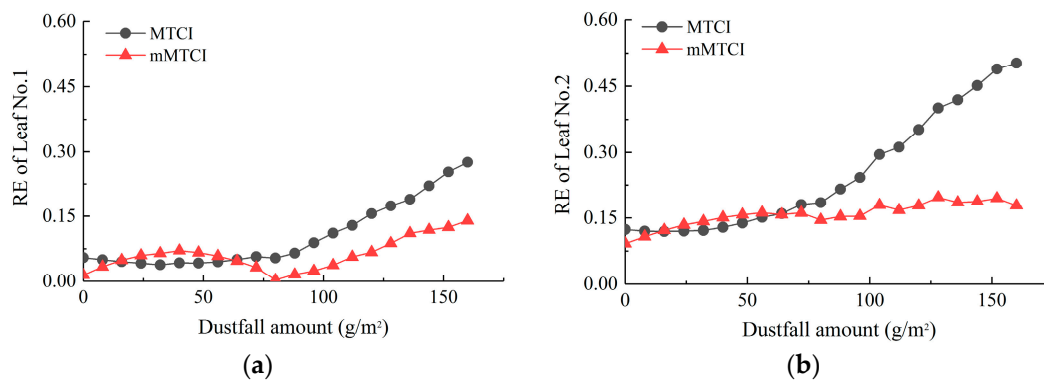 0.60
0.45
0.30
0.15
0.00
RE of Leaf No.1
MTCI
mMTCI
0
50
100
150
Dustfall amount (g/m²)
(a)
0.60
0.45
0.30
0.15
0.00
RE of Leaf No.2
MTCI
mMTCI
0
50
100
150
Dustfall amount (g/m²)
(b)